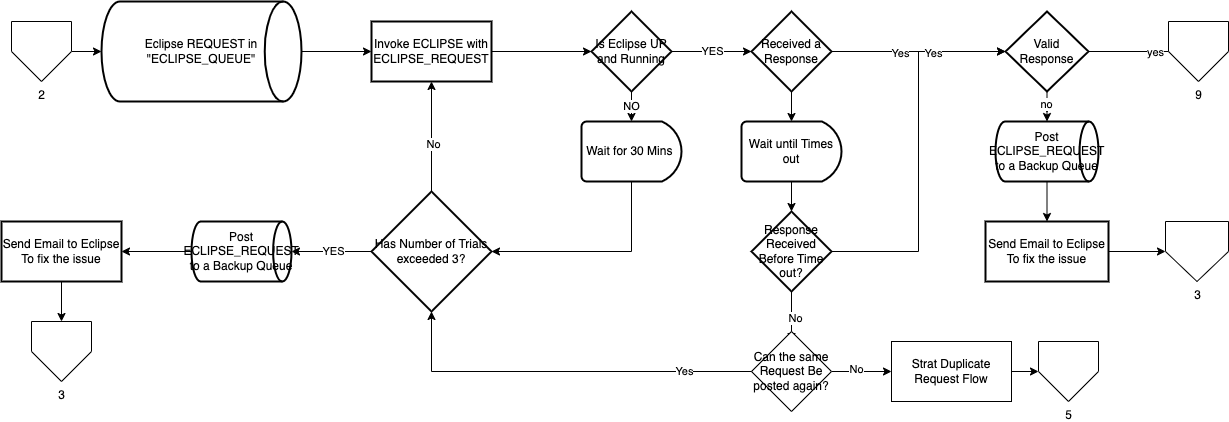 Eclipse REQUEST in
"ECLIPSE_QUEUE"
Invoke ECLIPSE with
ECLIPSE_REQUEST
Is Eclipse UP
and Running
YES
Received a
Response
Yes
Yes
Valid
Response
yes
2
9
NO
no
Wait for 30 Mins
Wait until Times
out
Post
ECLIPSE_REQUEST
to a Backup Queue
No
Send Email to Eclipse
To fix the issue
Post
ECLIPSE_REQUEST
to a Backup Queue
YES
Has Number of Trials
exceeded 3?
Response
Received
Before Time
out?
Send Email to Eclipse
To fix the issue
3
No
Yes
Can the same
Request Be
posted again?
No
Strat Duplicate
Request Flow
3
5